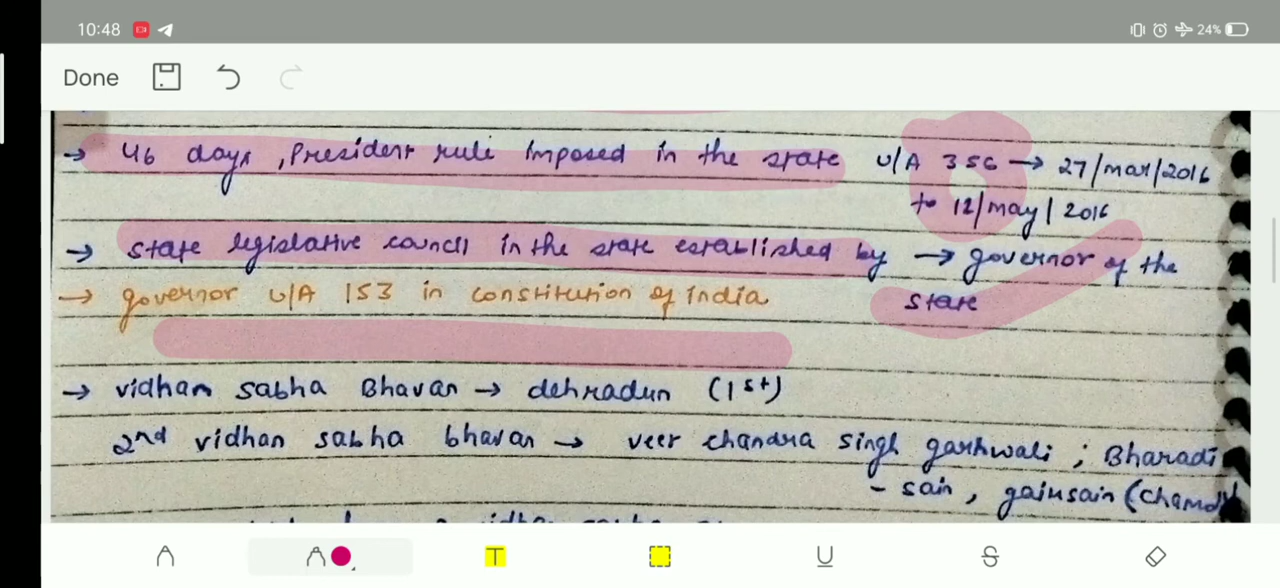 10:48 24%
Done
→ 46 days, President rule imposed in the state U/A 356 → 27/mar/2016
to 12/may/2016
→ state legislative council in the state established by → governor of the
state
→ governor U/A 153 in constitution of india
→ vidhan sabha Bhavan → dehradun (1st)
2nd vidhan sabha bhavan → veer chandra singh garhwali ; Bharadi
- sain, gairsain (chamoli
T U S